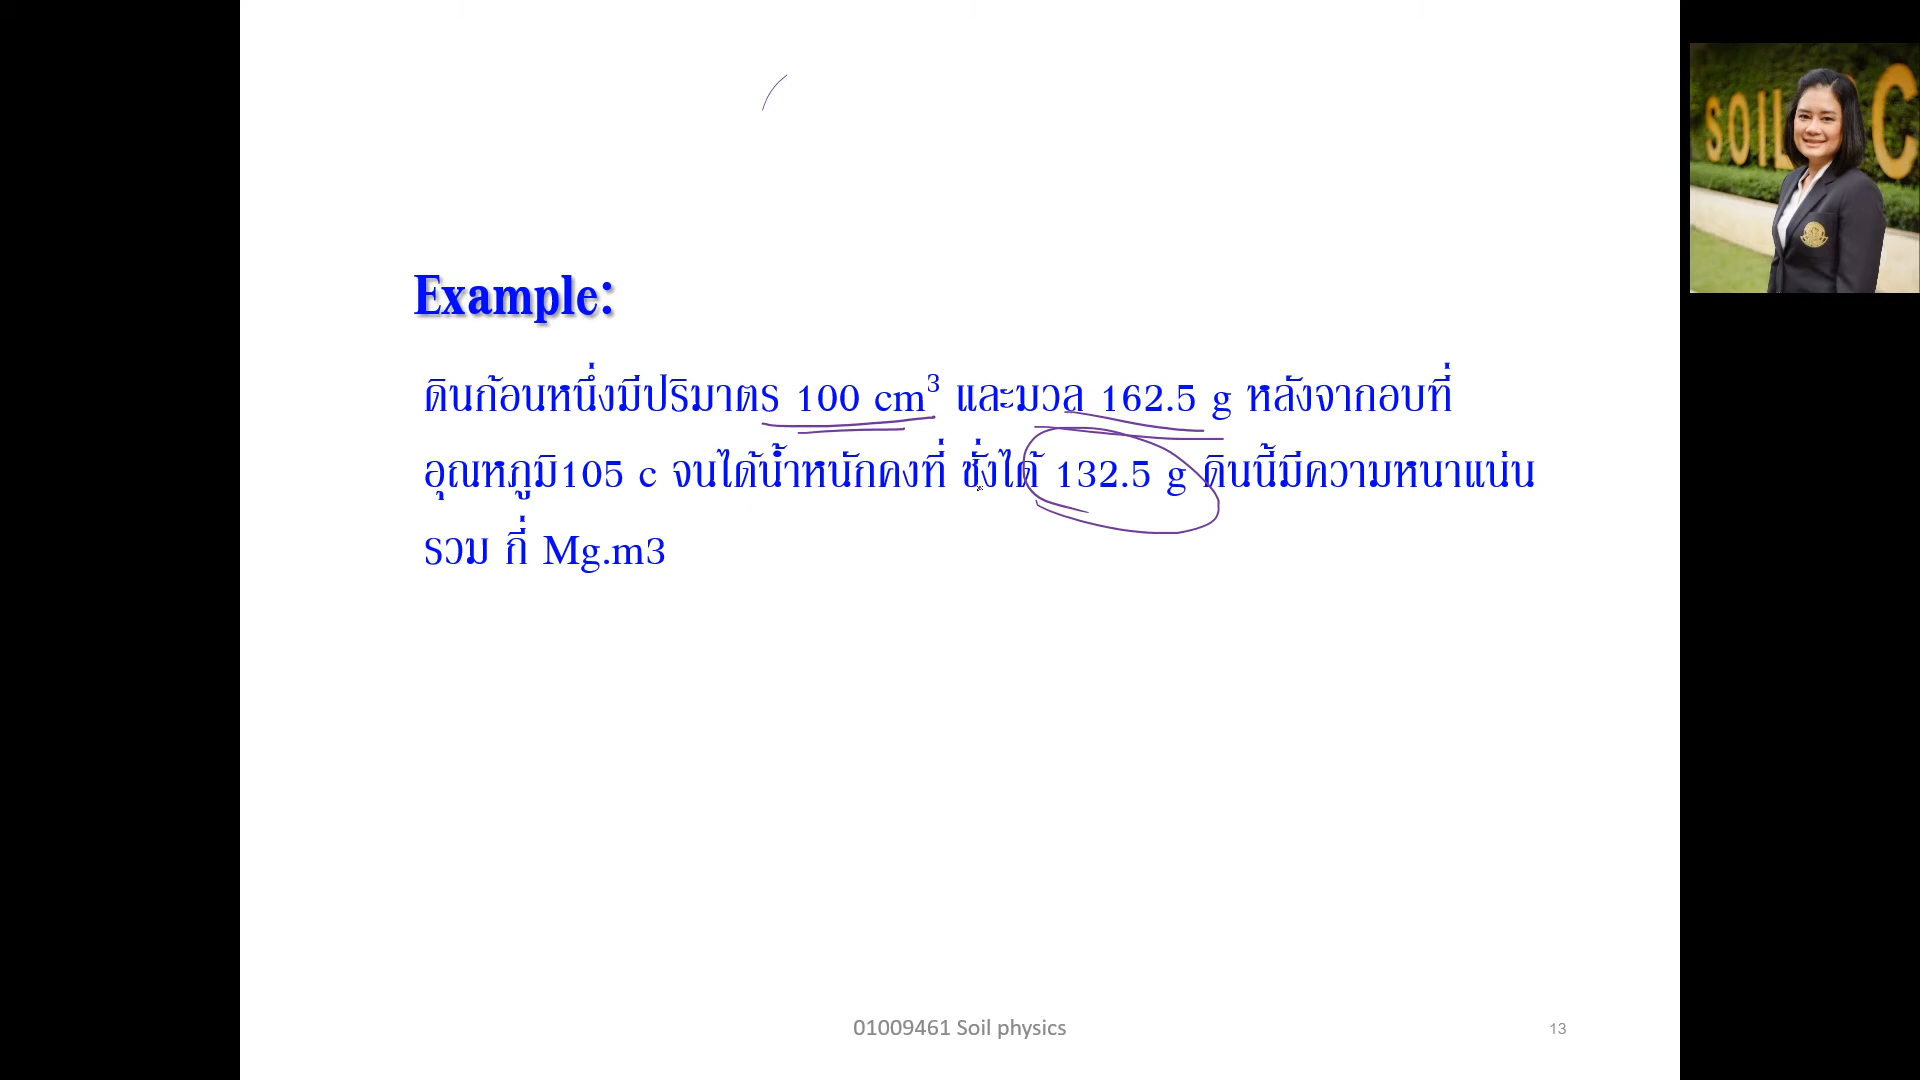 Example:
ดินก้อนหนึ่งมีปริมาตร 100 cm³ และมวล 162.5 g หลังจากอบที่
อุณหภูมิ105 c จนได้น้ำหนักคงที่ ชั่งได้ 132.5 g ดินนี้มีความหนาแน่น
รวม กี่ Mg.m3
01009461 Soil physics
13
SOIL
C